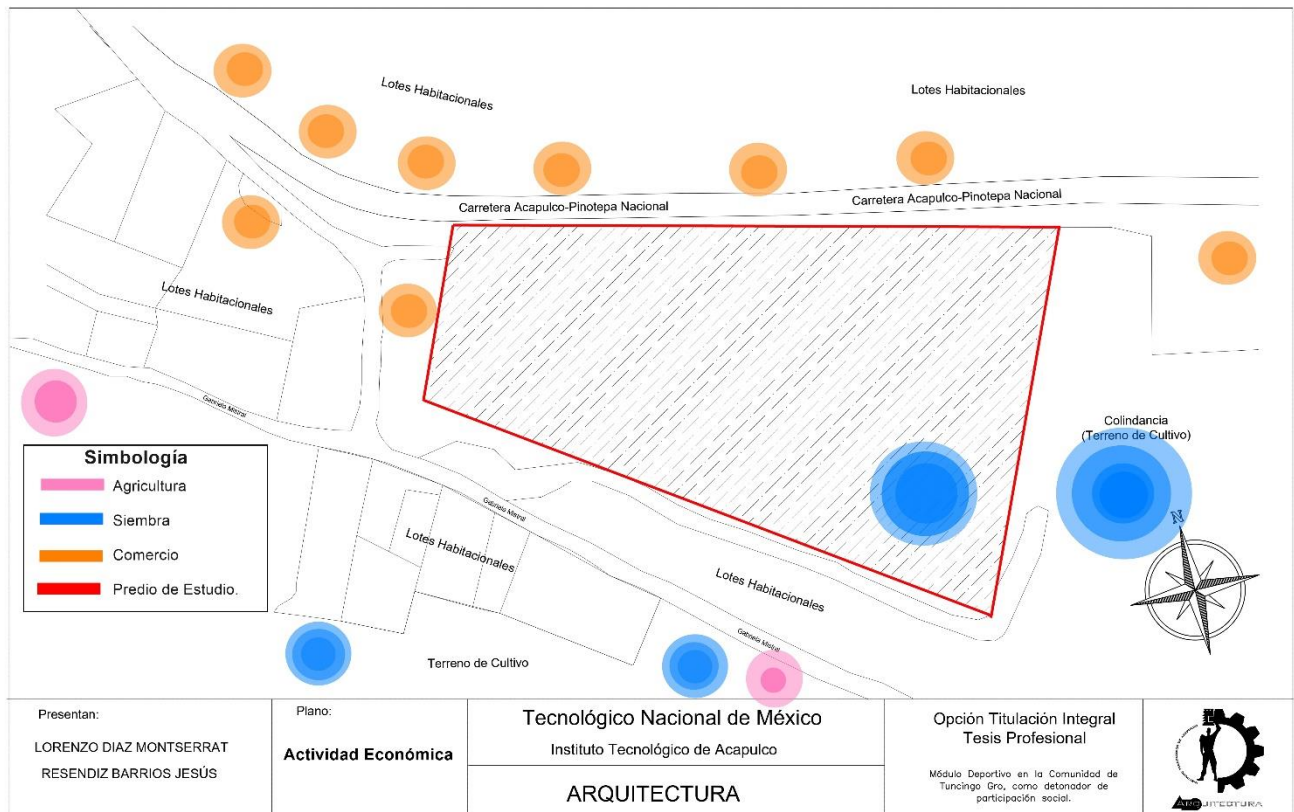 Lotes Habitacionales
Lotes Habitacionales
Carretera Acapulco-Pinotepa Nacional
Carretera Acapulco-Pinotepa Nacional
Lotes Habitacionales
Gabriela Mistral
Colindancia
(Terreno de Cultivo)
N
Simbología
Agricultura
Siembra
Comercio
Predio de Estudio.
Gabriela Mistral
Lotes Habitacionales
Lotes Habitacionales
Gabriela Mistral
Terreno de Cultivo
Presentan:
LORENZO DIAZ MONTSERRAT
RESENDIZ BARRIOS JESÚS
Plano:
Actividad Económica
Tecnológico Nacional de México
Instituto Tecnológico de Acapulco
ARQUITECTURA
Opción Titulación Integral
Tesis Profesional
Módulo Deportivo en la Comunidad de
Tuncingo Gro, como detonador de
participación social.
ARQUITECTURA